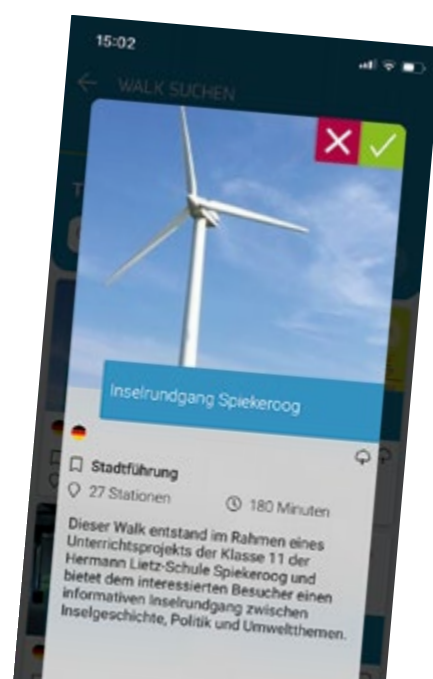 15:02
WALK SUCHEN
Inselrundgang Spiekeroog
Stadtführung
27 Stationen
180 Minuten
Dieser Walk entstand im Rahmen eines
Unterrichtsprojekts der Klasse 11 der
Hermann Lietz-Schule Spiekeroog und
bietet dem interessierten Besucher einen
informativen Inselrundgang zwischen
Inselgeschichte, Politik und Umweltthemen.